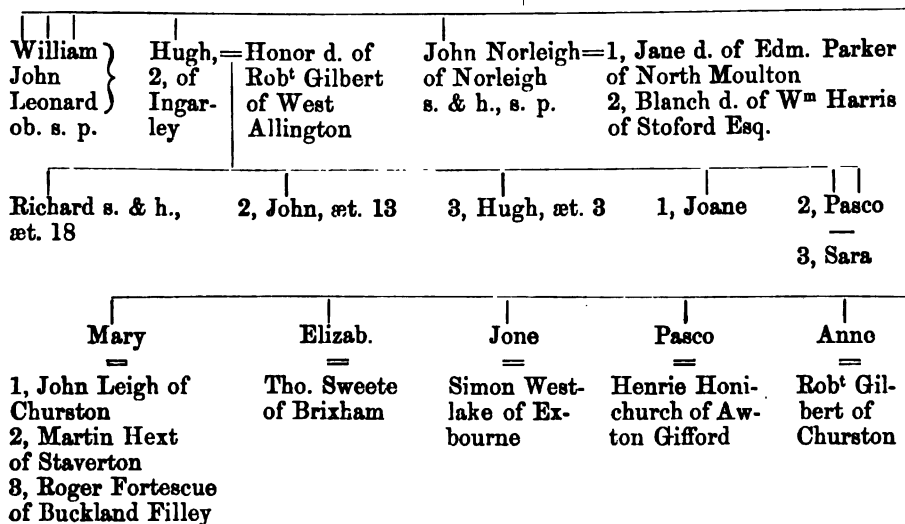 William
John
Leonard
ob. s. p.
Hugh,=Honor d. of
2, of Robᵗ Gilbert
Ingar- of West
ley Allington
John Norleigh=1, Jane d. of Edm. Parker
of Norleigh of North Moulton
s. & h., s. p. 2, Blanch d. of Wᵐ Harris
of Stoford Esq.
Richard s. & h.,
æt. 18
2, John, æt. 13
3, Hugh, æt. 3
1, Joane
2, Pasco
3, Sara
Mary
=
1, John Leigh of
Churston
2, Martin Hext
of Staverton
3, Roger Fortescue
of Buckland Filley
Elizab.
=
Tho. Sweete
of Brixham
Jone
=
Simon West-
lake of Ex-
bourne
Pasco
=
Henrie Honi-
church of Aw-
ton Gifford
Anne
=
Robᵗ Gil-
bert of
Churston